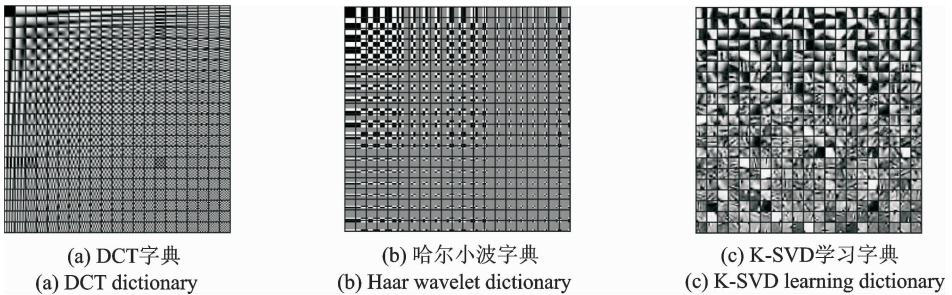 (a) DCT字典
(a) DCT dictionary
(b) 哈尔小波字典
(b) Haar wavelet dictionary
(c) K-SVD学习字典
(c) K-SVD learning dictionary